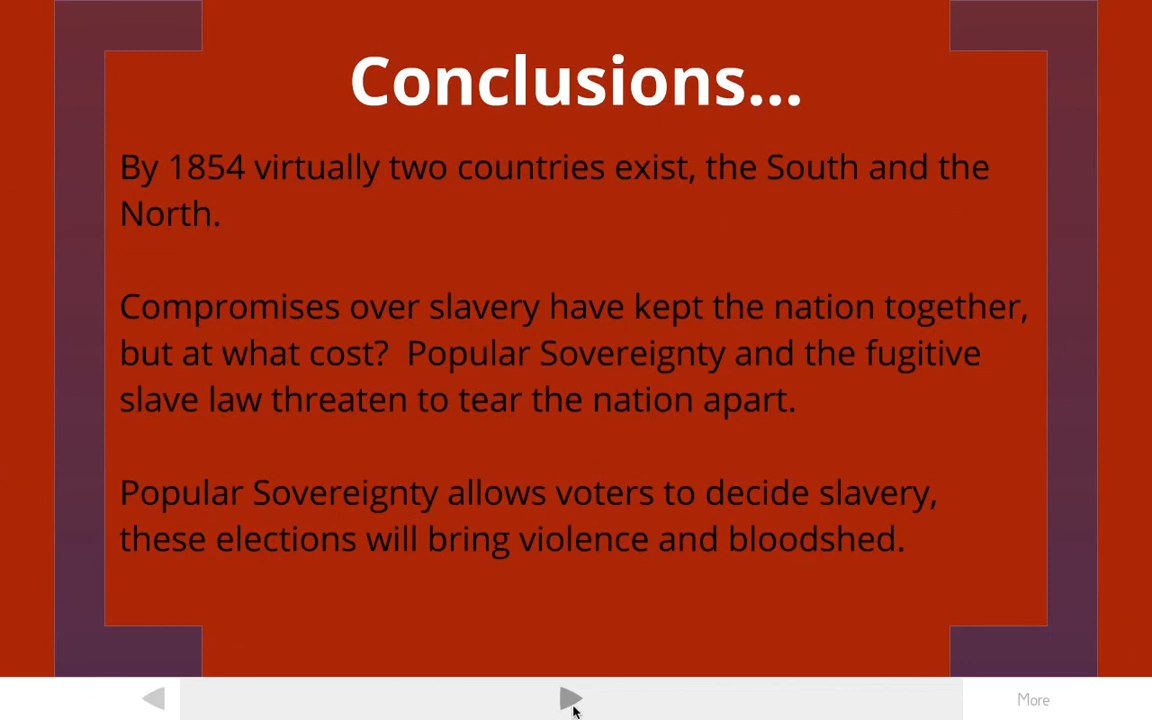 Conclusions...
By 1854 virtually two countries exist, the South and the
North.
Compromises over slavery have kept the nation together,
but at what cost?  Popular Sovereignty and the fugitive
slave law threaten to tear the nation apart.
Popular Sovereignty allows voters to decide slavery,
these elections will bring violence and bloodshed.
More